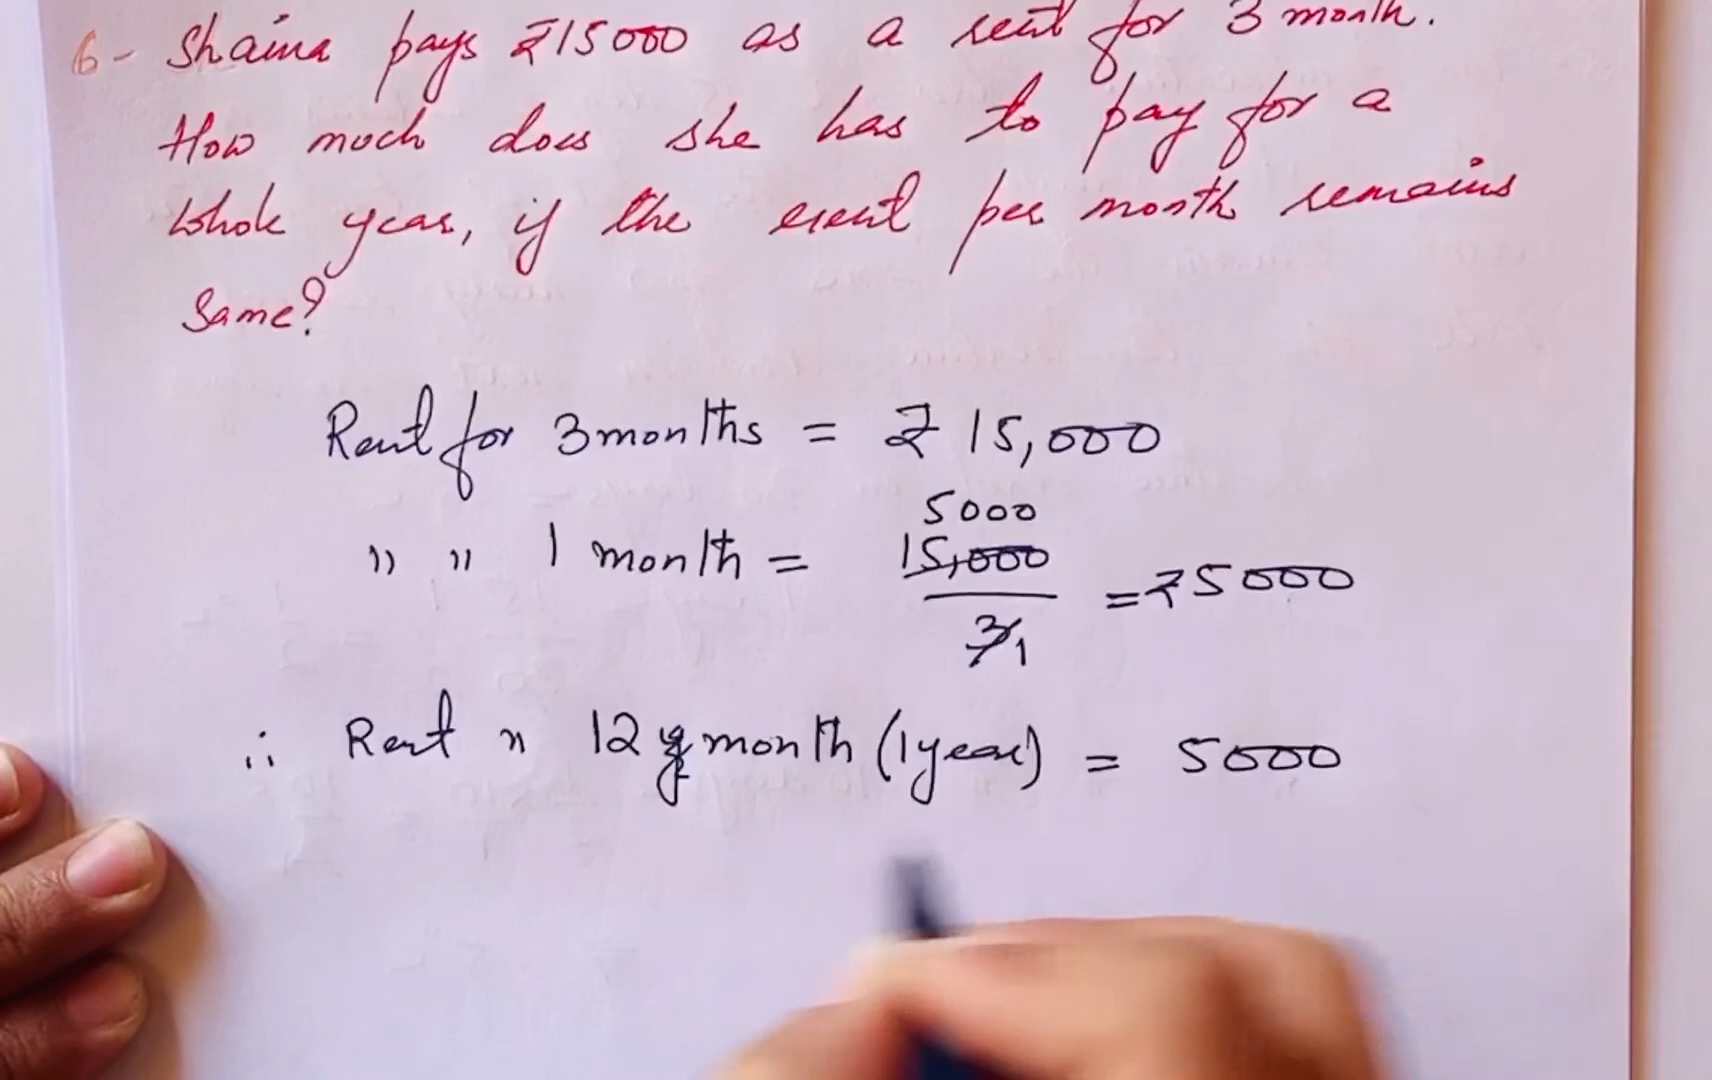 6- Shaina pays ₹15000 as a rent for 3 month.
How much does she has to pay for a
whole year, if the rent per month remains
Same?
Rent for 3 months = ₹ 15,000
5000
" " 1 month = 15,000 = ₹5000
3 1
∴ Rent " 12 month (1 year) = 5000